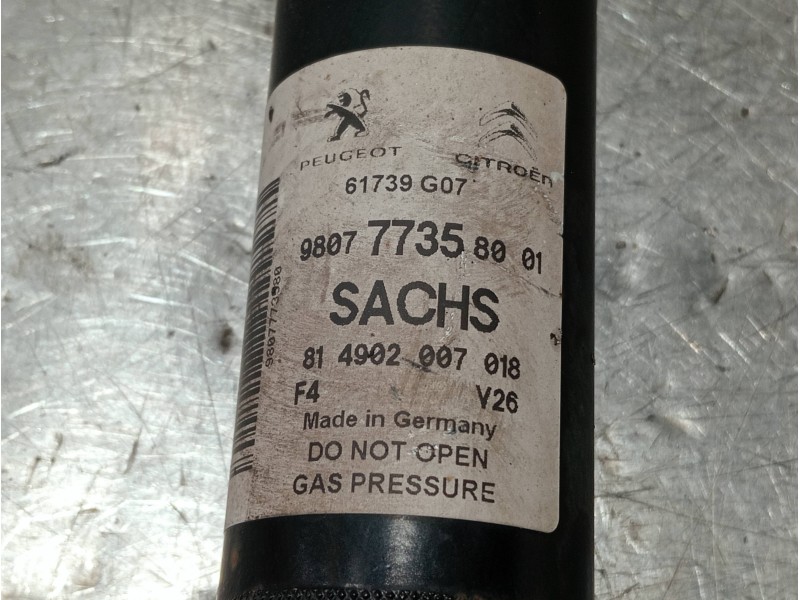 PEUGEOT CITROËN
61739 G07
9807 7735 80 01
SACHS
81 4902 007 018
F4 V26
Made in Germany
DO NOT OPEN
GAS PRESSURE
9807773580